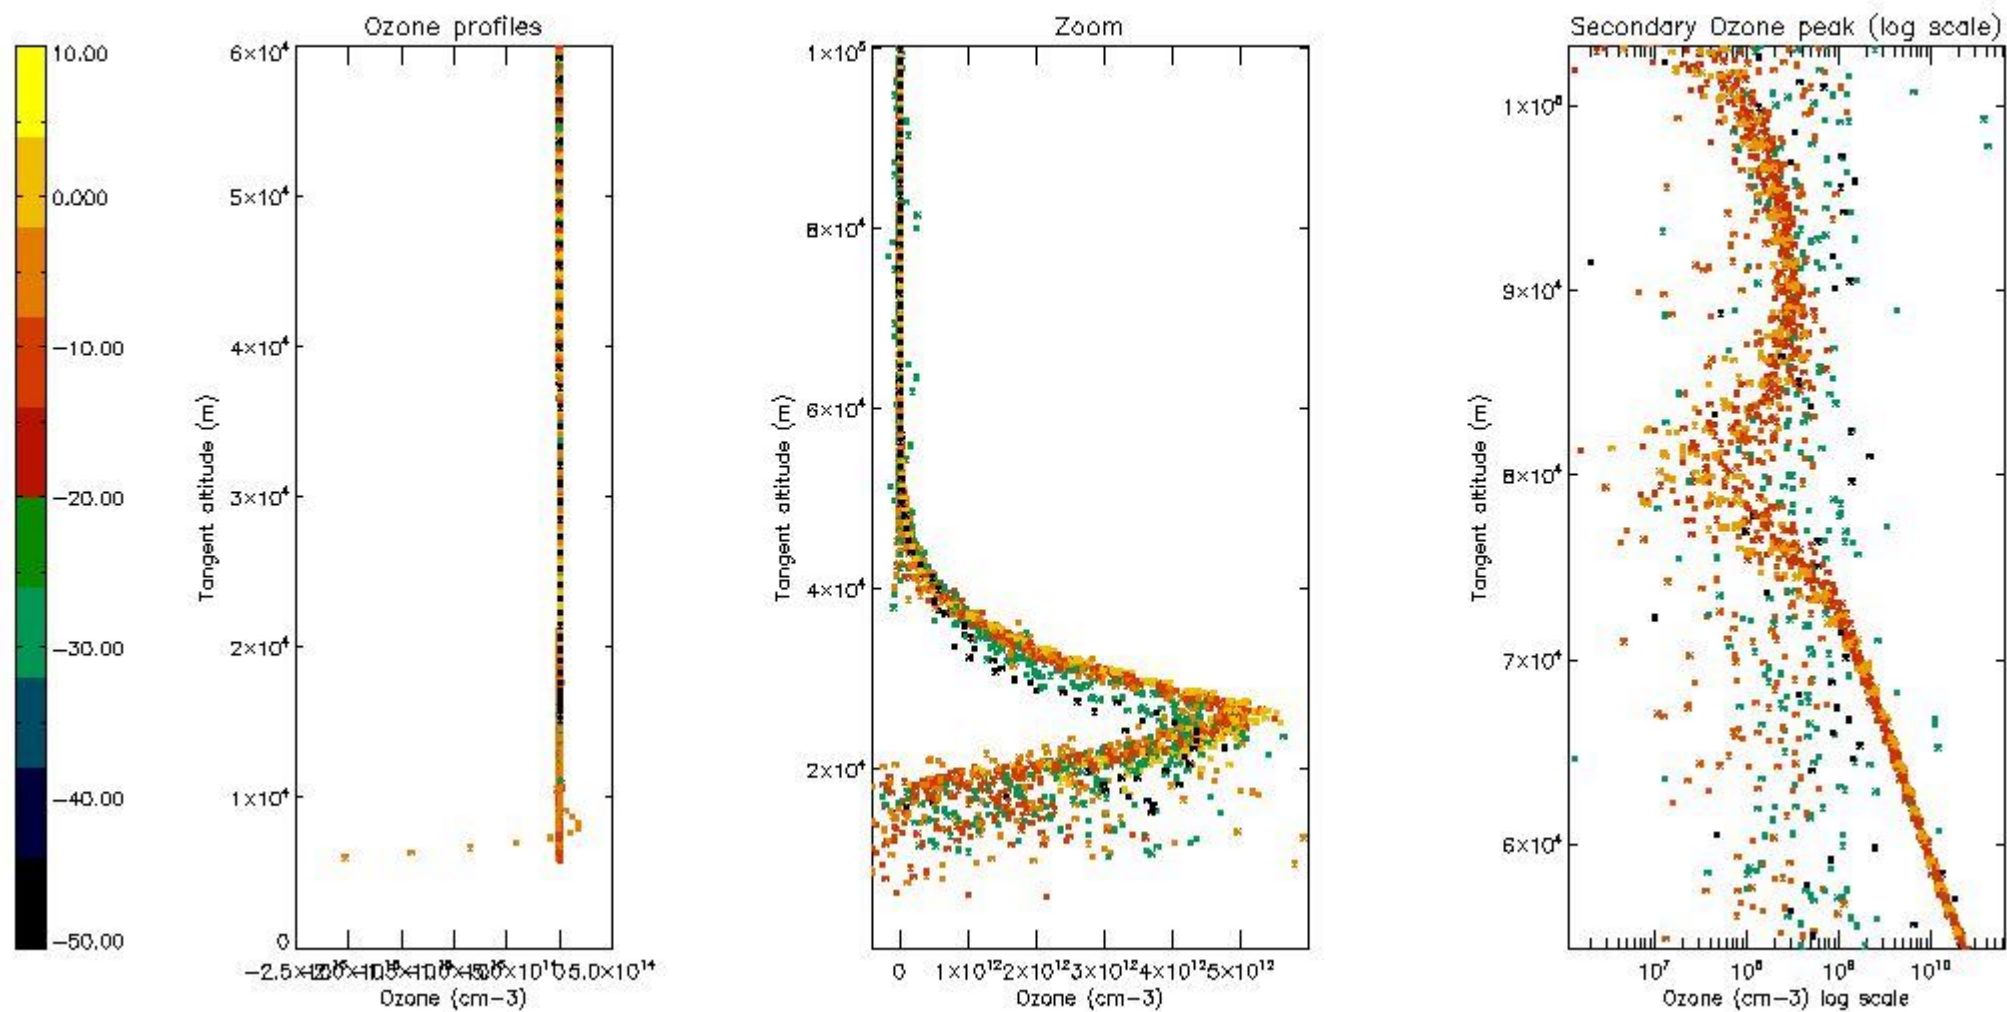 Ozone profiles
Zoom
Secondary Ozone peak (log scale)
10.00
0.000
−10.00
−20.00
−30.00
−40.00
−50.00
6×10⁴
5×10⁴
4×10⁴
3×10⁴
2×10⁴
1×10⁴
0
Tangent altitude (m)
5.0×10¹⁴
Ozone (cm−3)
1×10⁵
8×10⁴
6×10⁴
4×10⁴
2×10⁴
Tangent altitude (m)
0 1×10¹² 2×10¹² 3×10¹² 4×10¹² 5×10¹²
Ozone (cm−3)
1×10⁵
9×10⁴
8×10⁴
7×10⁴
6×10⁴
Tangent altitude (m)
10⁷ 10⁸ 10⁹ 10¹⁰
Ozone (cm−3) log scale